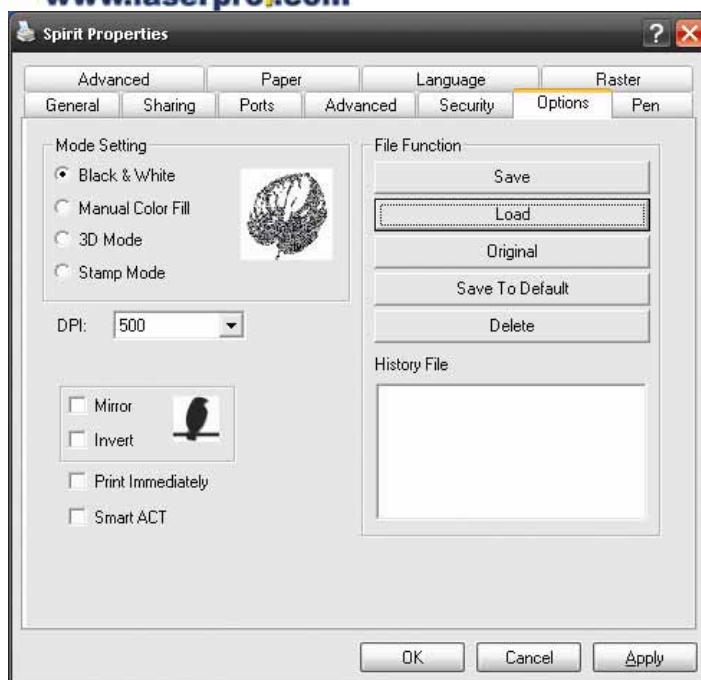 www.laserpro.com
Spirit Properties
Advanced Paper Language Raster
General Sharing Ports Advanced Security Options Pen
Mode Setting
Black & White
Manual Color Fill
3D Mode
Stamp Mode
DPI: 500
Mirror
Invert
Print Immediately
Smart ACT
File Function
Save
Load
Original
Save To Default
Delete
History File
OK Cancel Apply